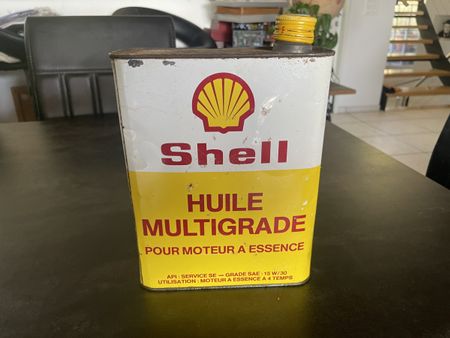 Shell
HUILE
MULTIGRADE
POUR MOTEUR A ESSENCE
API : SERVICE SE — GRADE SAE : 15 W/30
UTILISATION : MOTEUR A ESSENCE A 4 TEMPS